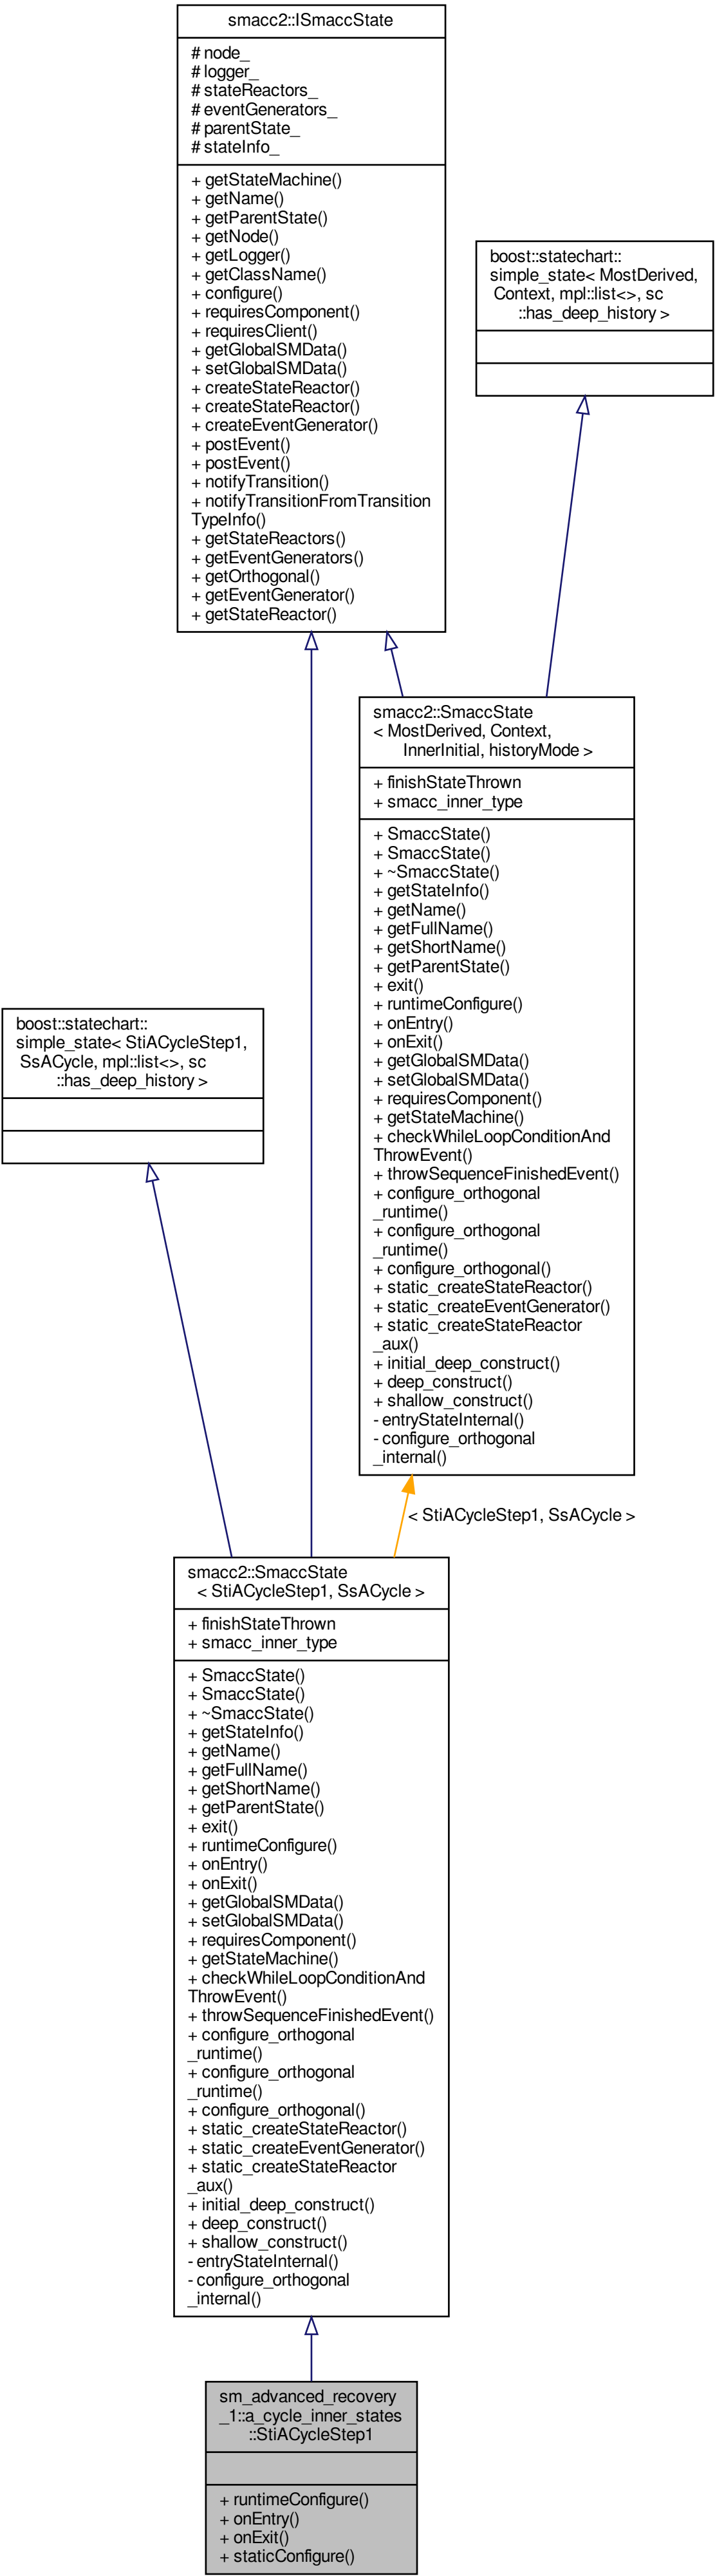 smacc2::ISmaccState
# node_
# logger_
# stateReactors_
# eventGenerators_
# parentState_
# stateInfo_
+ getStateMachine()
+ getName()
+ getParentState()
+ getNode()
+ getLogger()
+ getClassName()
+ configure()
+ requiresComponent()
+ requiresClient()
+ getGlobalSMData()
+ setGlobalSMData()
+ createStateReactor()
+ createStateReactor()
+ createEventGenerator()
+ postEvent()
+ postEvent()
+ notifyTransition()
+ notifyTransitionFromTransition
TypeInfo()
+ getStateReactors()
+ getEventGenerators()
+ getOrthogonal()
+ getEventGenerator()
+ getStateReactor()
boost::statechart::
simple_state< MostDerived,
Context, mpl::list<>, sc
::has_deep_history >
smacc2::SmaccState
< MostDerived, Context,
InnerInitial, historyMode >
+ finishStateThrown
+ smacc_inner_type
+ SmaccState()
+ SmaccState()
+ ~SmaccState()
+ getStateInfo()
+ getName()
+ getFullName()
+ getShortName()
+ getParentState()
+ exit()
+ runtimeConfigure()
+ onEntry()
+ onExit()
+ getGlobalSMData()
+ setGlobalSMData()
+ requiresComponent()
+ getStateMachine()
+ checkWhileLoopConditionAnd
ThrowEvent()
+ throwSequenceFinishedEvent()
+ configure_orthogonal
_runtime()
+ configure_orthogonal
_runtime()
+ configure_orthogonal()
+ static_createStateReactor()
+ static_createEventGenerator()
+ static_createStateReactor
_aux()
+ initial_deep_construct()
+ deep_construct()
+ shallow_construct()
- entryStateInternal()
- configure_orthogonal
_internal()
boost::statechart::
simple_state< StiACycleStep1,
SsACycle, mpl::list<>, sc
::has_deep_history >
< StiACycleStep1, SsACycle >
smacc2::SmaccState
< StiACycleStep1, SsACycle >
+ finishStateThrown
+ smacc_inner_type
+ SmaccState()
+ SmaccState()
+ ~SmaccState()
+ getStateInfo()
+ getName()
+ getFullName()
+ getShortName()
+ getParentState()
+ exit()
+ runtimeConfigure()
+ onEntry()
+ onExit()
+ getGlobalSMData()
+ setGlobalSMData()
+ requiresComponent()
+ getStateMachine()
+ checkWhileLoopConditionAnd
ThrowEvent()
+ throwSequenceFinishedEvent()
+ configure_orthogonal
_runtime()
+ configure_orthogonal
_runtime()
+ configure_orthogonal()
+ static_createStateReactor()
+ static_createEventGenerator()
+ static_createStateReactor
_aux()
+ initial_deep_construct()
+ deep_construct()
+ shallow_construct()
- entryStateInternal()
- configure_orthogonal
_internal()
sm_advanced_recovery
_1::a_cycle_inner_states
::StiACycleStep1
+ runtimeConfigure()
+ onEntry()
+ onExit()
+ staticConfigure()